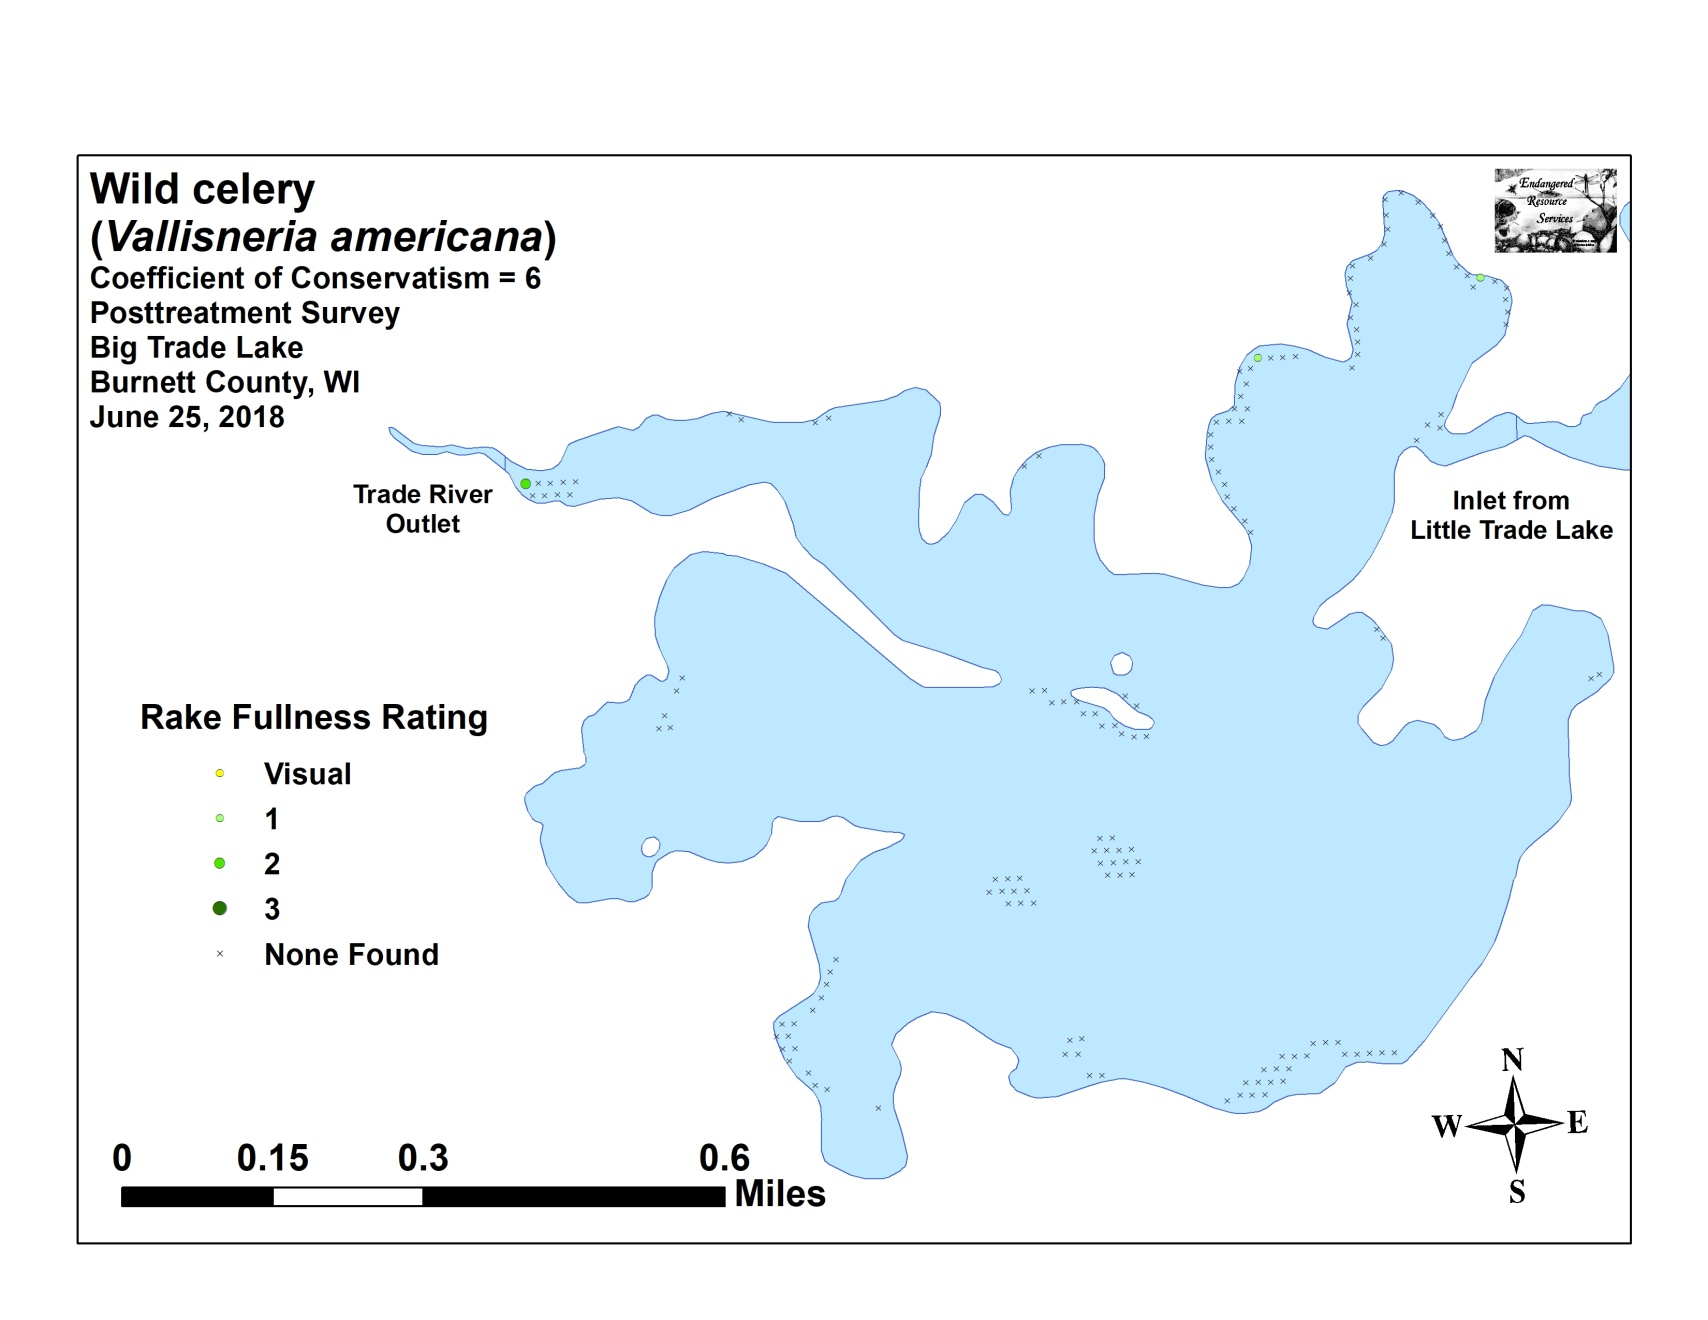 Wild celery
(Vallisneria americana)
Coefficient of Conservatism = 6
Posttreatment Survey
Big Trade Lake
Burnett County, WI
June 25, 2018
Endangered
Resource
Services
Trade River
Outlet
Inlet from
Little Trade Lake
Rake Fullness Rating
Visual
1
2
3
None Found
0 0.15 0.3 0.6
Miles
N
W E
S